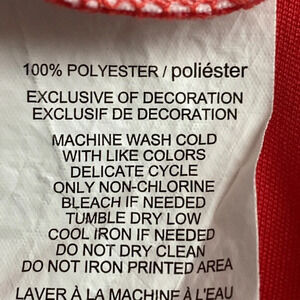 100% POLYESTER / poliéster
EXCLUSIVE OF DECORATION
EXCLUSIF DE DECORATION
MACHINE WASH COLD
WITH LIKE COLORS
DELICATE CYCLE
ONLY NON-CHLORINE
BLEACH IF NEEDED
TUMBLE DRY LOW
COOL IRON IF NEEDED
DO NOT DRY CLEAN
DO NOT IRON PRINTED AREA
LAVER À LA MACHINE À L'EAU